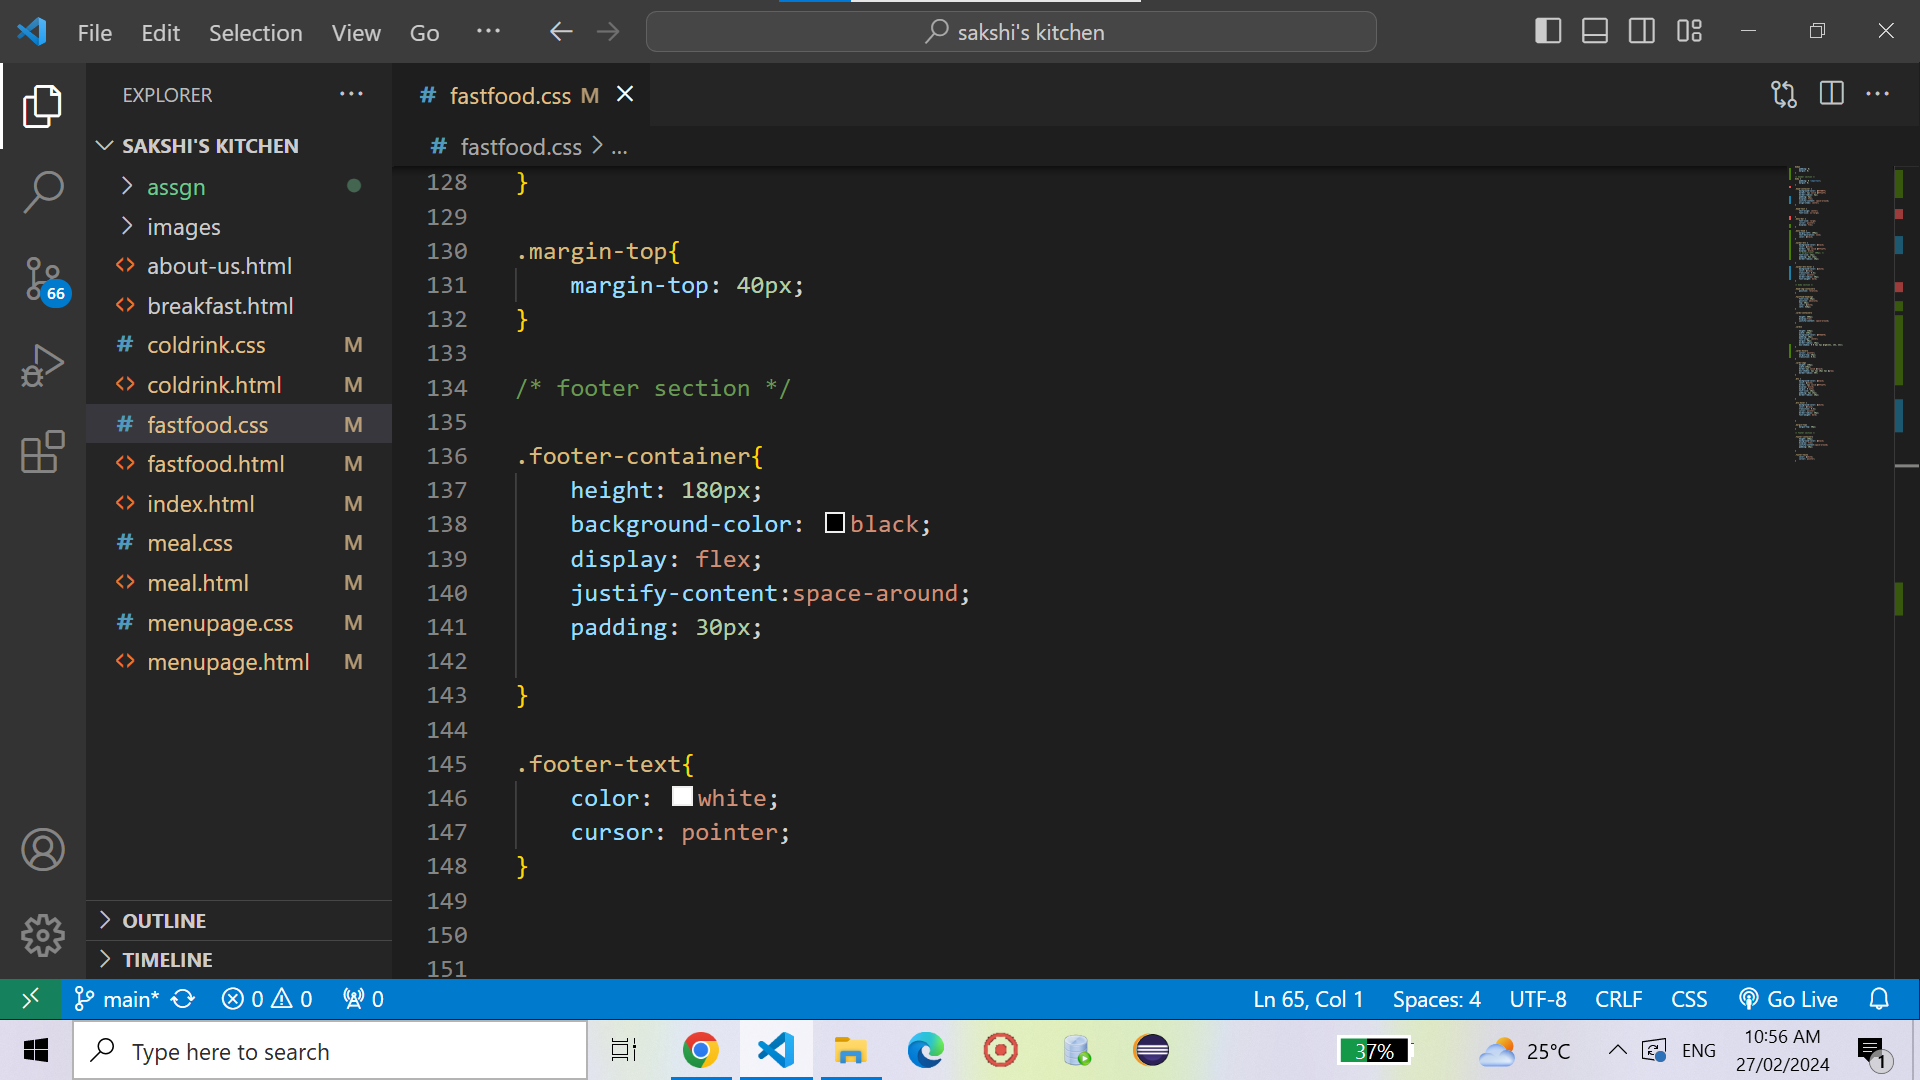 File Edit Selection View Go ··· sakshi's kitchen
EXPLORER ···
SAKSHI'S KITCHEN
assgn
images
about-us.html
breakfast.html
coldrink.css M
coldrink.html M
fastfood.css M
fastfood.html M
index.html M
meal.css M
meal.html M
menupage.css M
menupage.html M
OUTLINE
TIMELINE
66
# fastfood.css M
# fastfood.css > ...
128 }
129
130 .margin-top{
131 margin-top: 40px;
132 }
133
134 /* footer section */
135
136 .footer-container{
137 height: 180px;
138 background-color: black;
139 display: flex;
140 justify-content:space-around;
141 padding: 30px;
142
143 }
144
145 .footer-text{
146 color: white;
147 cursor: pointer;
148 }
149
150
151
main* 0 0 0 Ln 65, Col 1 Spaces: 4 UTF-8 CRLF CSS Go Live
Type here to search 37% 25°C ENG 10:56 AM
27/02/2024 1